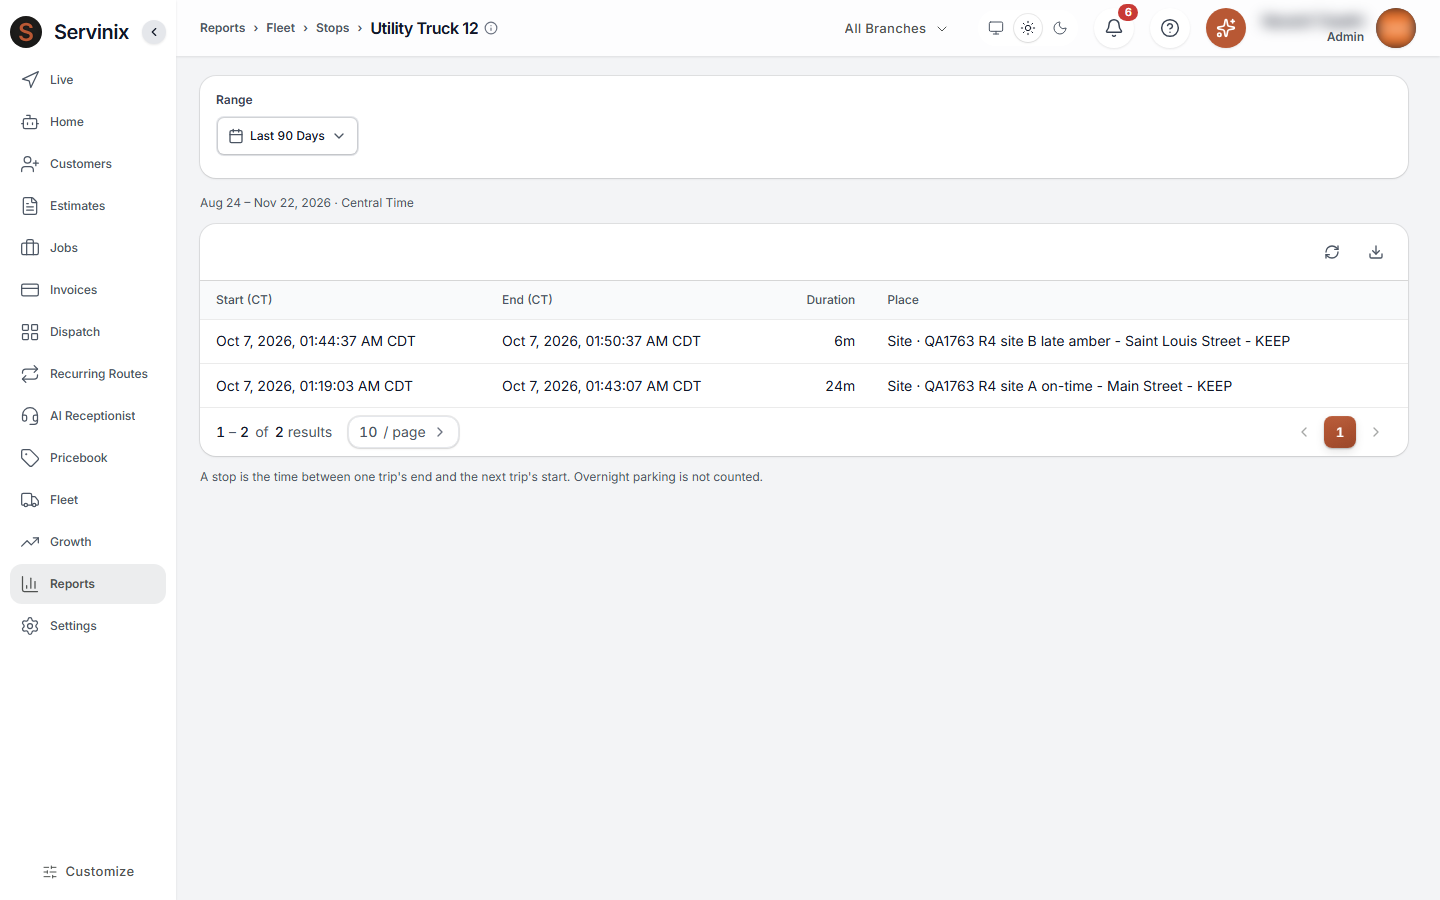 S Servinix
Live
Home
Customers
Estimates
Jobs
Invoices
Dispatch
Recurring Routes
AI Receptionist
Pricebook
Fleet
Growth
Reports
Settings
Customize
Reports › Fleet › Stops › Utility Truck 12
All Branches
6
Admin
Range
Last 90 Days
Aug 24 – Nov 22, 2026 · Central Time
Start (CT) End (CT) Duration Place
Oct 7, 2026, 01:44:37 AM CDT Oct 7, 2026, 01:50:37 AM CDT 6m Site · QA1763 R4 site B late amber - Saint Louis Street - KEEP
Oct 7, 2026, 01:19:03 AM CDT Oct 7, 2026, 01:43:07 AM CDT 24m Site · QA1763 R4 site A on-time - Main Street - KEEP
1 – 2 of 2 results 10 / page 1
A stop is the time between one trip's end and the next trip's start. Overnight parking is not counted.